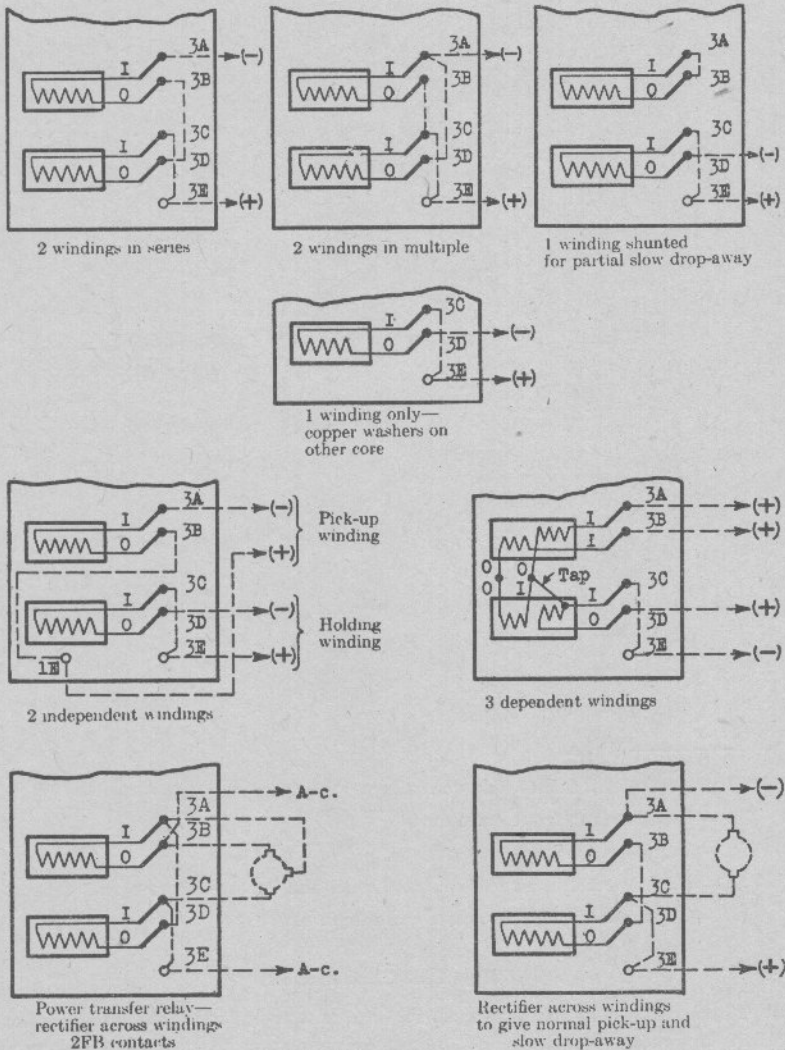 3A (-)
I
3B
O
3C
I
3D
O
3E (+)
2 windings in series
3A (-)
I
3B
O
3C
I
3D
O
3E (+)
2 windings in multiple
3A
I
3B
O
3C
I
3D (-)
O
3E (+)
1 winding shunted
for partial slow drop-away
3C
I
O (-)
3D
3E (+)
1 winding only—
copper washers on
other core
3A (-)
I
3B
O (+)
Pick-up
winding
3C
I (-)
O
3D
3E (+)
Holding
winding
1E
2 independent windings
3A (+)
I
3B (+)
I
O O Tap
O I
3C
I
(+)
O
3D
3E (-)
3 dependent windings
A-c.
3A
I
3B
O
3C
I
3D
O
3E
A-c.
Power transfer relay—
rectifier across windings
2FB contacts
(-)
3A
I
3B
O
3C
I
3D
O
3E (+)
Rectifier across windings
to give normal pick-up and
slow drop-away